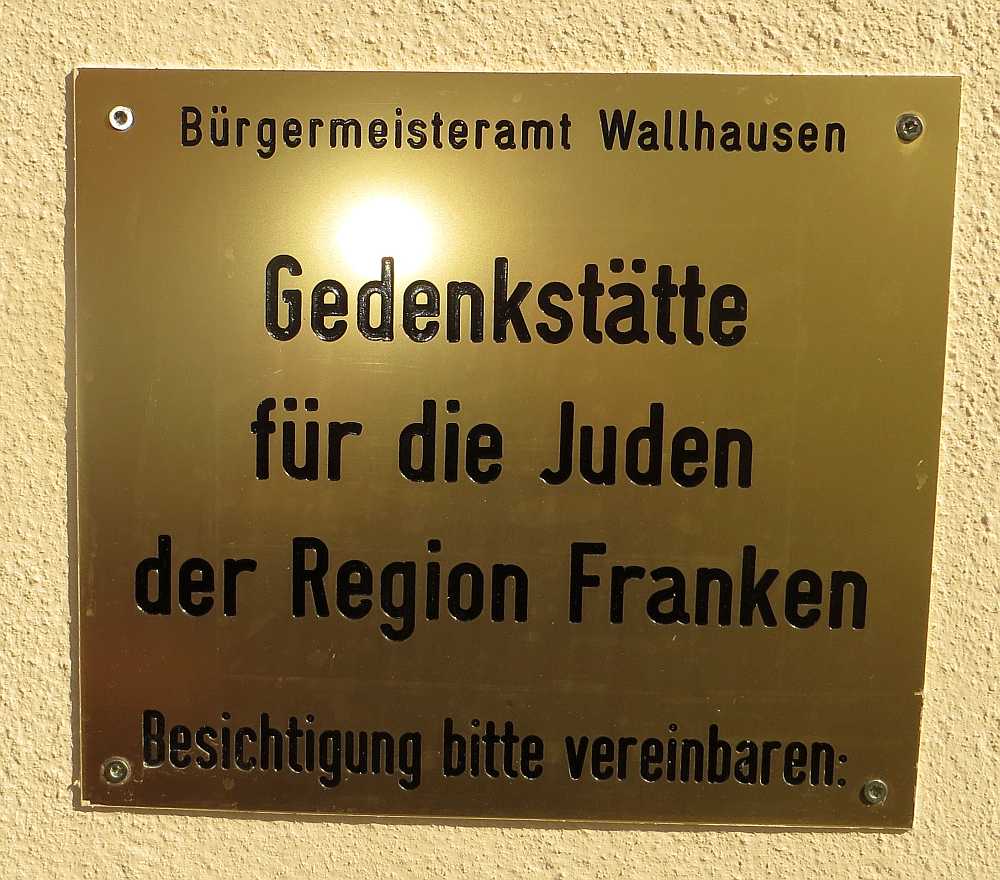 Bürgermeisteramt Wallhausen
Gedenkstätte
für die Juden
der Region Franken
Besichtigung bitte vereinbaren: